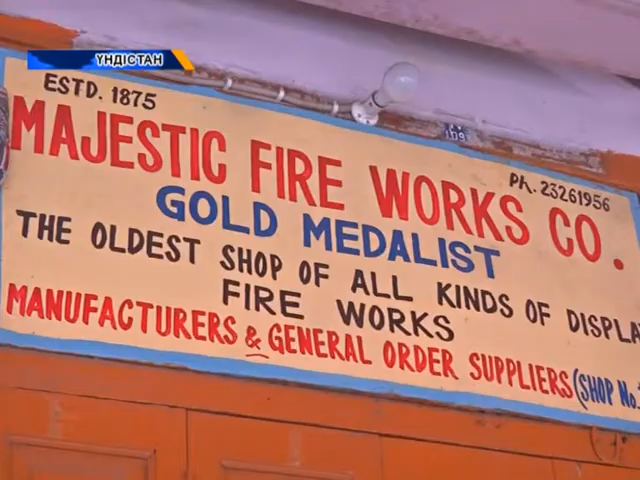 ҮНДІСТАН
ESTD. 1875
PH. 23261956
MAJESTIC FIRE WORKS CO.
GOLD MEDALIST
THE OLDEST SHOP OF ALL KINDS OF DISPLA
FIRE WORKS
MANUFACTURERS & GENERAL ORDER SUPPLIERS (SHOP No.